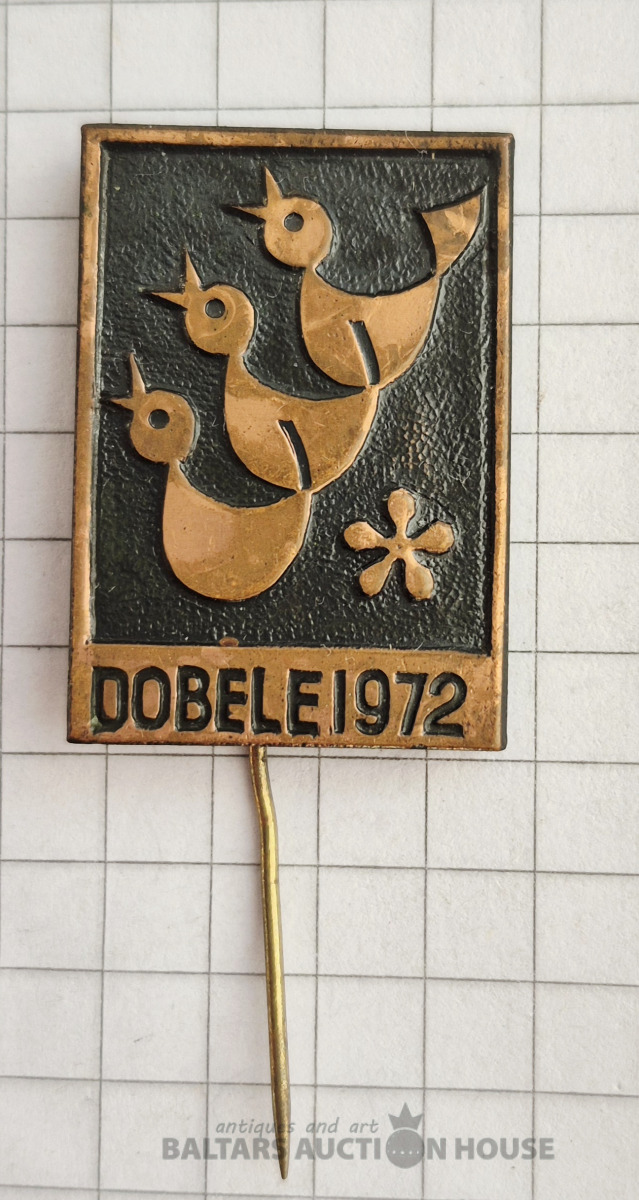 DOBELE 1972
antiques and art
BALTARS AUCTION HOUSE